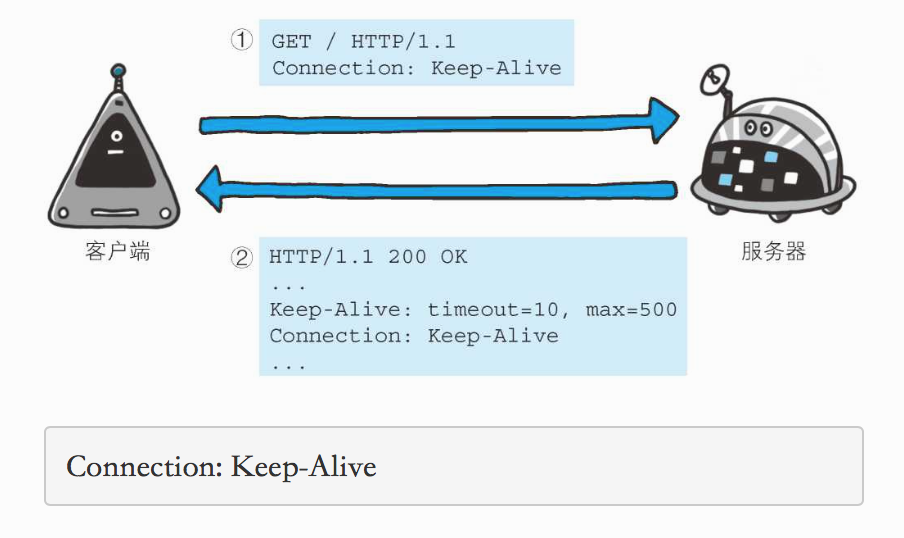 ①
GET / HTTP/1.1
Connection: Keep-Alive
客户端
服务器
②
HTTP/1.1 200 OK
...
Keep-Alive: timeout=10, max=500
Connection: Keep-Alive
...
Connection: Keep-Alive